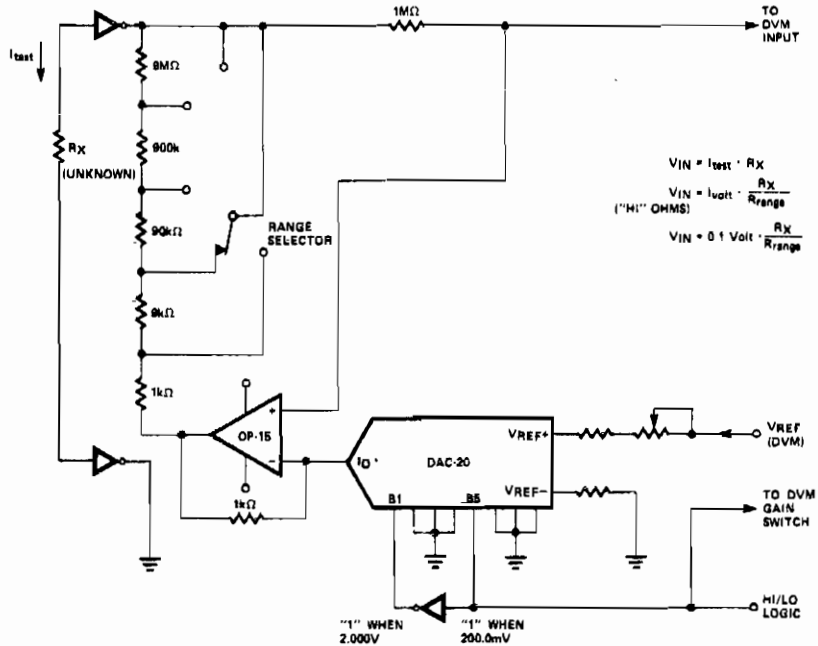 1MΩ
TO
DVM
INPUT
Itest
9MΩ
RX
(UNKNOWN)
900k
90kΩ
RANGE
SELECTOR
9kΩ
1kΩ
VIN = Itest · RX
VIN = Ivolt · RX/Rrange
("HI" OHMS)
VIN + 0 1 Volt · RX/Rrange
+
OP-15
−
1kΩ
IO
DAC-20
VREF+
VREF−
B1
B5
VREF
(DVM)
TO DVM
GAIN
SWITCH
HI/LO
LOGIC
"1" WHEN
2.000V
"1" WHEN
200.0mV